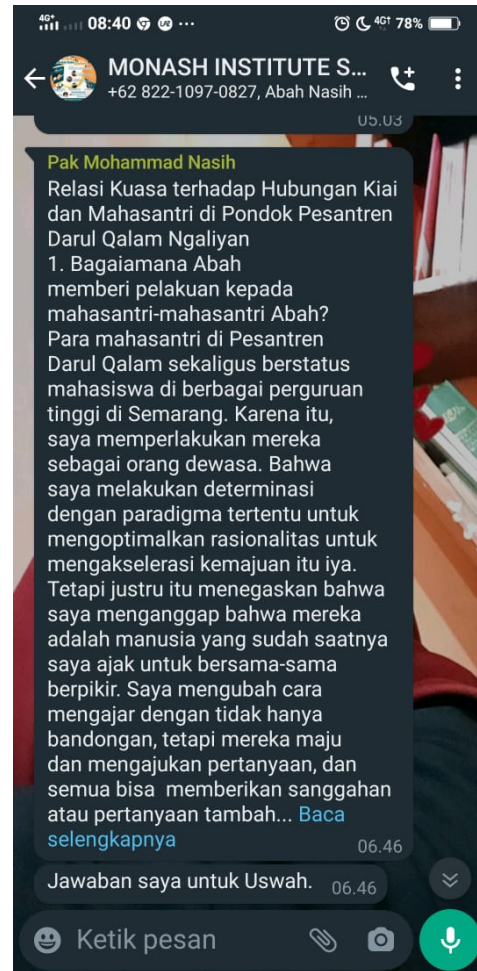 4G+ 08:40 ... 4G↑ 78%
MONASH INSTITUTE S...
+62 822-1097-0827, Abah Nasih ...
05.03
Pak Mohammad Nasih
Relasi Kuasa terhadap Hubungan Kiai
dan Mahasantri di Pondok Pesantren
Darul Qalam Ngaliyan
1. Bagaiamana Abah
memberi pelakuan kepada
mahasantri-mahasantri Abah?
Para mahasantri di Pesantren
Darul Qalam sekaligus berstatus
mahasiswa di berbagai perguruan
tinggi di Semarang. Karena itu,
saya memperlakukan mereka
sebagai orang dewasa. Bahwa
saya melakukan determinasi
dengan paradigma tertentu untuk
mengoptimalkan rasionalitas untuk
mengakselerasi kemajuan itu iya.
Tetapi justru itu menegaskan bahwa
saya menganggap bahwa mereka
adalah manusia yang sudah saatnya
saya ajak untuk bersama-sama
berpikir. Saya mengubah cara
mengajar dengan tidak hanya
bandongan, tetapi mereka maju
dan mengajukan pertanyaan, dan
semua bisa memberikan sanggahan
atau pertanyaan tambah... Baca
selengkapnya
06.46
Jawaban saya untuk Uswah. 06.46
Ketik pesan